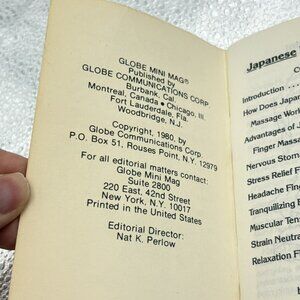 GLOBE MINI MAG®
Published by
GLOBE COMMUNICATIONS CORP
Burbank, Cal.
Montreal, Canada • Chicago, Ill.
Fort Lauderdale, Fla.
Woodbridge, N.J.
Copyright, 1980, by
Globe Communications Corp.
P.O. Box 51, Rouses Point, N.Y. 12979
For all editorial matters contact:
Globe Mini Mag
Suite 2800
220 East, 42nd Street
New York, N.Y. 10017
Printed in the United States
Editorial Director:
Nat K. Perlow
Japanese
C
Introduction
How Does Japa
Massage Work
Advantages of
Finger Massag
Nervous Stom
Stress Relief F
Headache Fing
Tranquilizing
Muscular Ten
Strain Neutra
Relaxation F